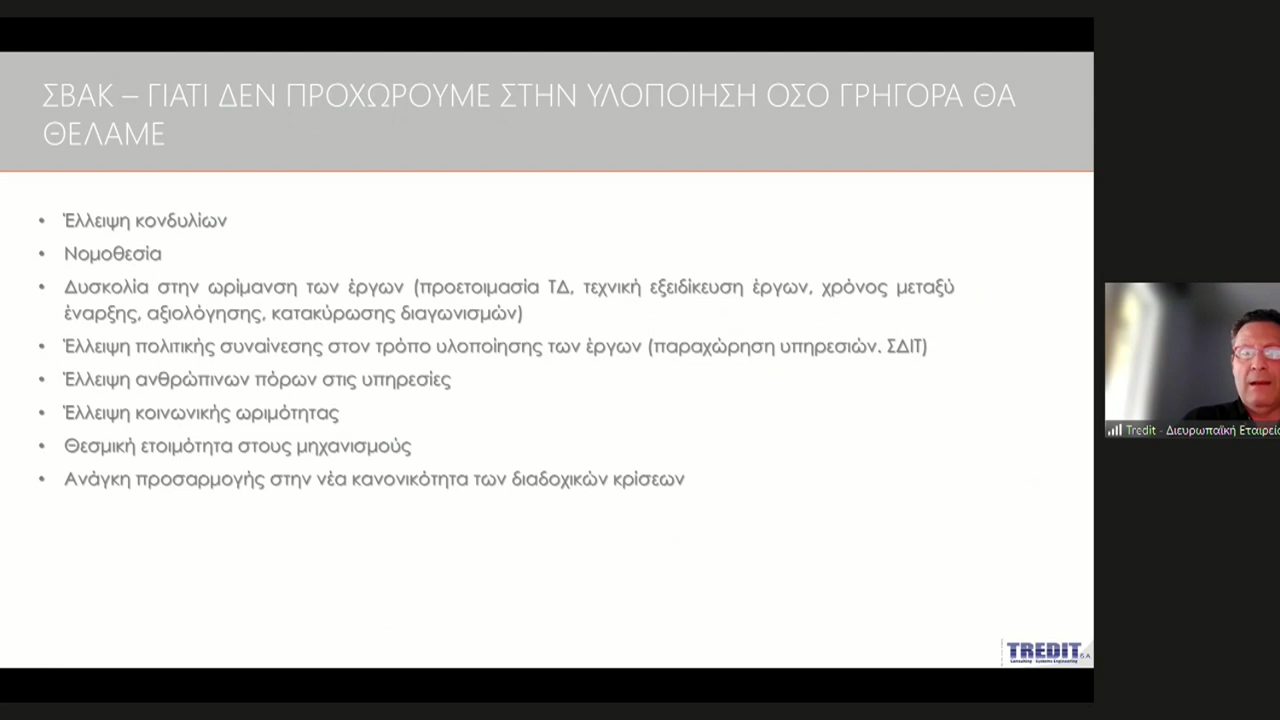 ΣΒΑΚ – ΓΙΑΤΙ ΔΕΝ ΠΡΟΧΩΡΟΥΜΕ ΣΤΗΝ ΥΛΟΠΟΙΗΣΗ ΟΣΟ ΓΡΗΓΟΡΑ ΘΑ
ΘΕΛΑΜΕ
• Έλλειψη κονδυλίων
• Νομοθεσία
• Δυσκολία στην ωρίμανση των έργων (προετοιμασία ΤΔ, τεχνική εξειδίκευση έργων, χρόνος μεταξύ
έναρξης, αξιολόγησης, κατακύρωσης διαγωνισμών)
• Έλλειψη πολιτικής συναίνεσης στον τρόπο υλοποίησης των έργων (παραχώρηση υπηρεσιών. ΣΔΙΤ)
• Έλλειψη ανθρώπινων πόρων στις υπηρεσίες
• Έλλειψη κοινωνικής ωριμότητας
• Θεσμική ετοιμότητα στους μηχανισμούς
• Ανάγκη προσαρμογής στην νέα κανονικότητα των διαδοχικών κρίσεων
Tredit - Διευρωπαϊκή Εταιρεία
TREDIT S.A.
Consulting - Systems Engineering